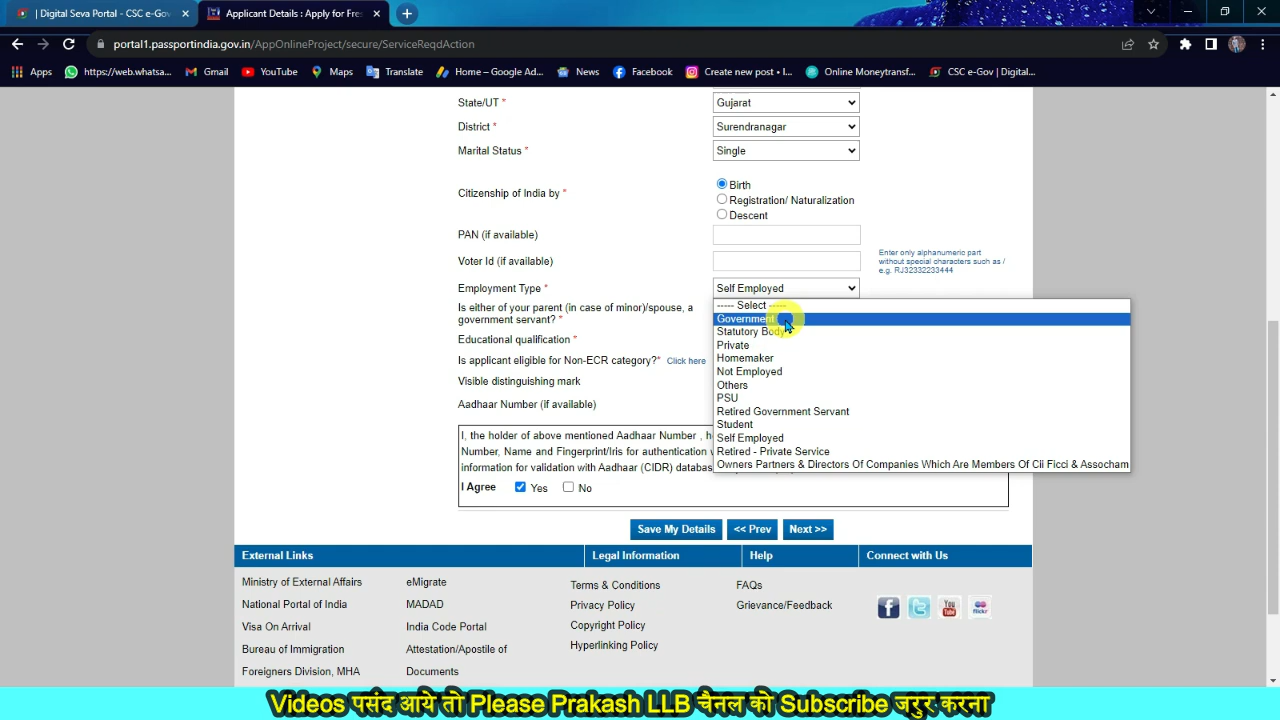 | Digital Seva Portal - CSC e-Gov
Applicant Details : Apply for Fres
portal1.passportindia.gov.in/AppOnlineProject/secure/ServiceReqdAction
Apps
https://web.whatsa...
Gmail
YouTube
Maps
Translate
Home – Google Ad...
News
Facebook
Create new post • I...
Online Moneytransf...
CSC e-Gov | Digital...
State/UT *
Gujarat
District *
Surendranagar
Marital Status *
Single
Citizenship of India by *
Birth
Registration/ Naturalization
Descent
PAN (if available)
Voter Id (if available)
Enter only alphanumeric part
without special characters such as /
e.g. RJ32332233444
Employment Type *
Self Employed
Is either of your parent (in case of minor)/spouse, a
government servant? *
Educational qualification *
Is applicant eligible for Non-ECR category?* Click here
Visible distinguishing mark
Aadhaar Number (if available)
----- Select -----
Government
Statutory Body
Private
Homemaker
Not Employed
Others
PSU
Retired Government Servant
Student
Self Employed
Retired - Private Service
Owners Partners & Directors Of Companies Which Are Members Of Cii Ficci & Assocham
I, the holder of above mentioned Aadhaar Number , h
Number, Name and Fingerprint/Iris for authentication
information for validation with Aadhaar (CIDR) databas
I Agree
Yes
No
Save My Details
<< Prev
Next >>
External Links
Legal Information
Help
Connect with Us
Ministry of External Affairs
eMigrate
Terms & Conditions
FAQs
National Portal of India
MADAD
Privacy Policy
Grievance/Feedback
Visa On Arrival
India Code Portal
Copyright Policy
Bureau of Immigration
Attestation/Apostile of
Hyperlinking Policy
Foreigners Division, MHA
Documents
You
flickr
Videos पसंद आये तो Please Prakash LLB चैनल को Subscribe जरुर करना